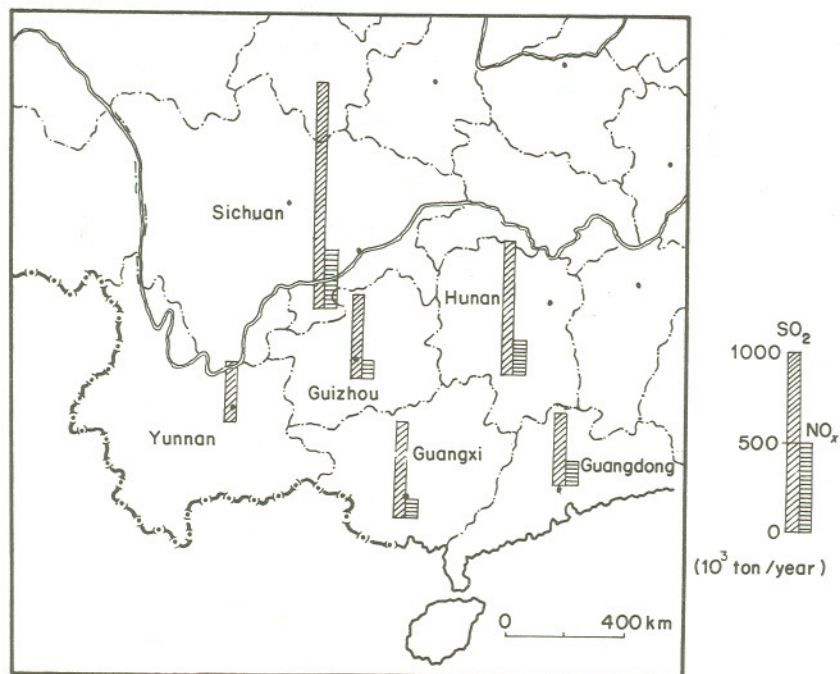 Sichuan
Hunan
Guizhou
Yunnan
Guangxi
Guangdong
0 400 km
SO₂
1000
NOₓ
500
0
(10³ ton/year)